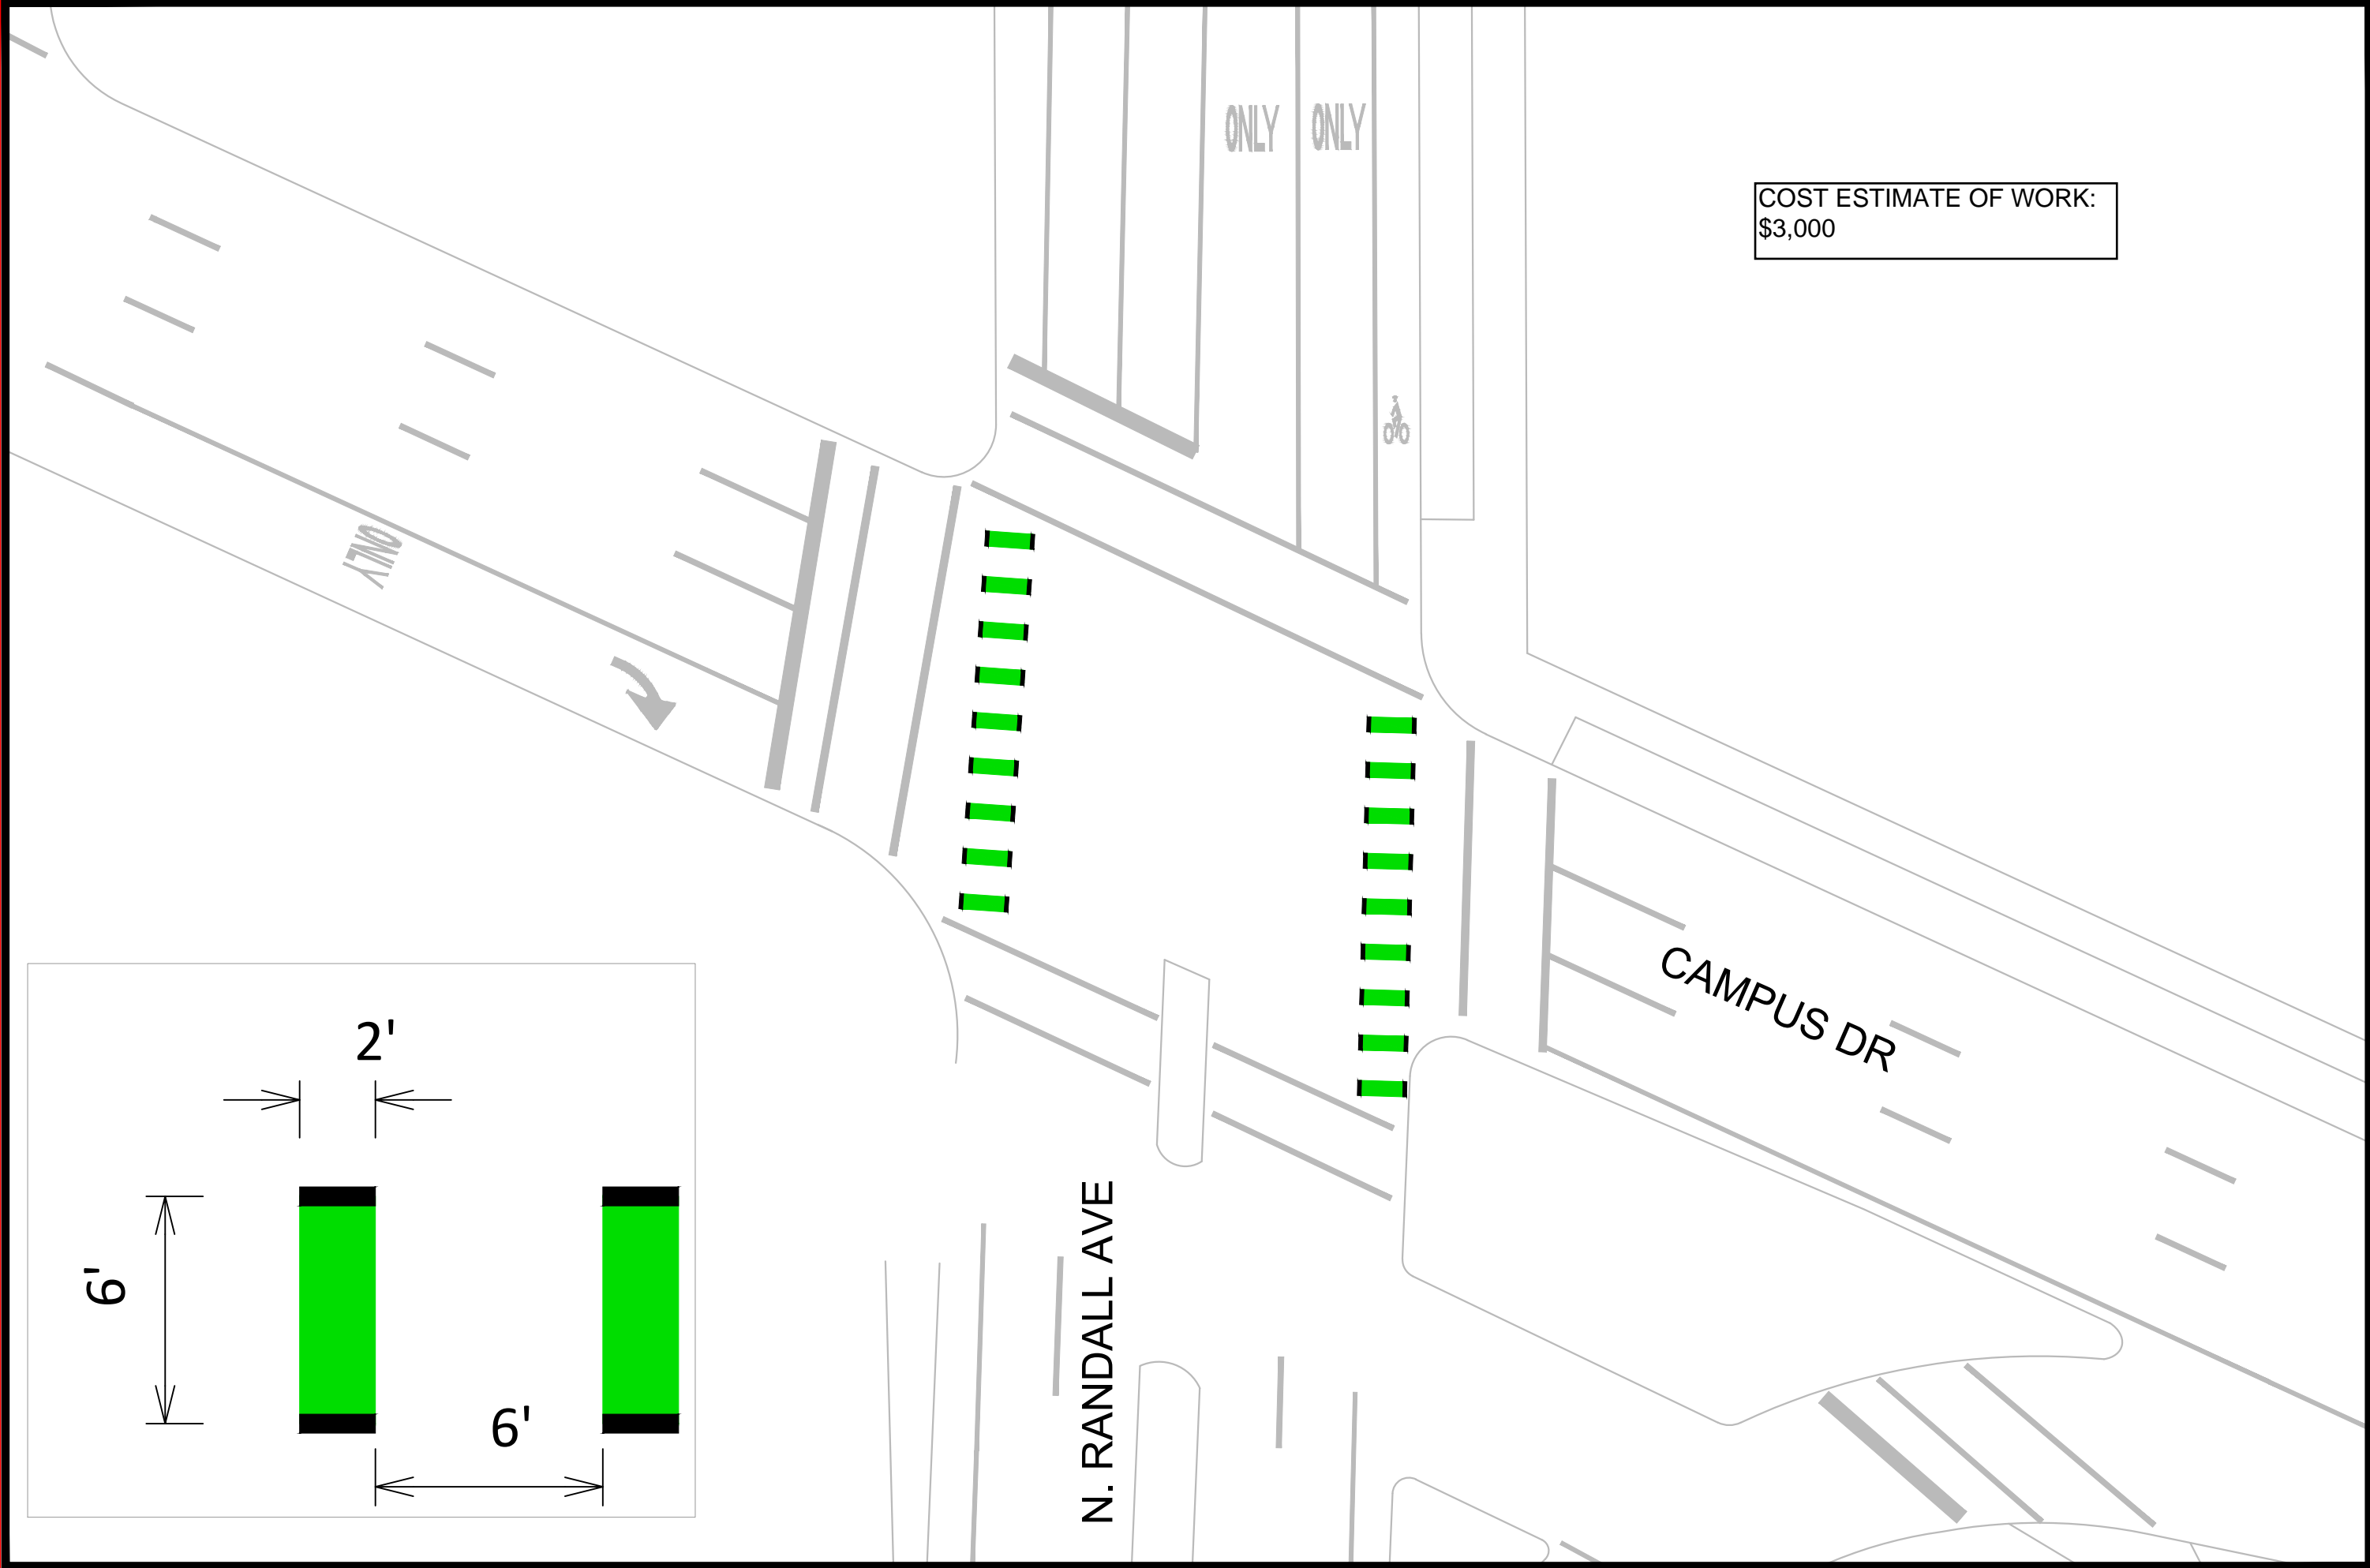 ONLY ONLY
COST ESTIMATE OF WORK:
$3,000
ONLY
CAMPUS DR
2'
6'
6'
N. RANDALL AVE